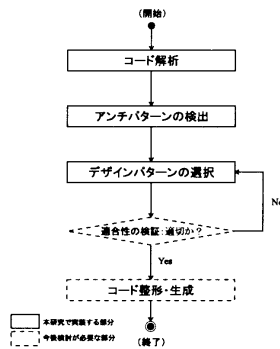 (開始)
コード解析
アンチパターンの検出
デザインパターンの選択
No
適合性の検証:適切か?
Yes
コード整形・生成
本研究で実装する部分
今後検討が必要な部分
(終了)